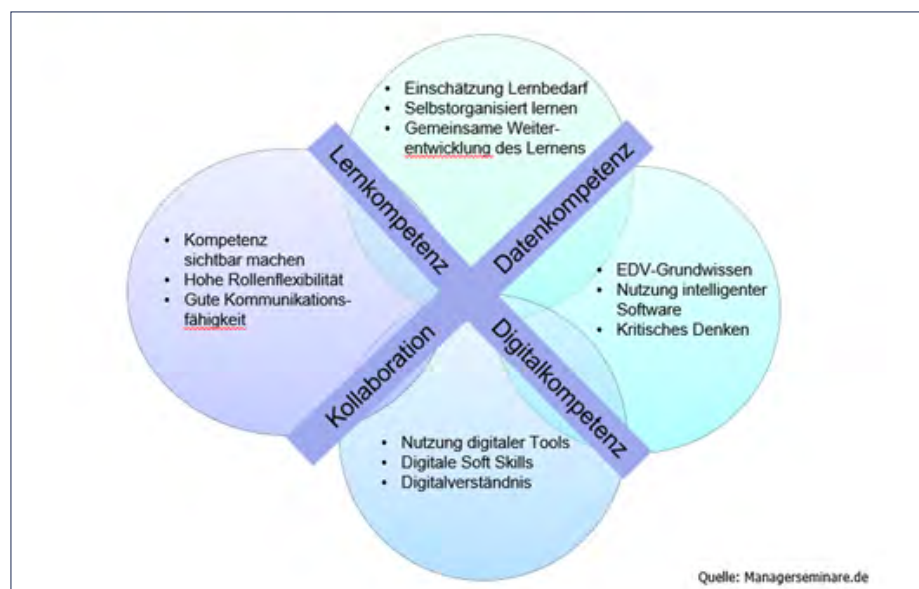 Einschätzung Lernbedarf
Selbstorganisiert lernen
Gemeinsame Weiter-
entwicklung des Lernens
Lernkompetenz
Datenkompetenz
Kompetenz
sichtbar machen
Hohe Rollenflexibilität
Gute Kommunikations-
fähigkeit
EDV-Grundwissen
Nutzung intelligenter
Software
Kritisches Denken
Kollaboration
Digitalkompetenz
Nutzung digitaler Tools
Digitale Soft Skills
Digitalverständnis
Quelle: Managerseminare.de